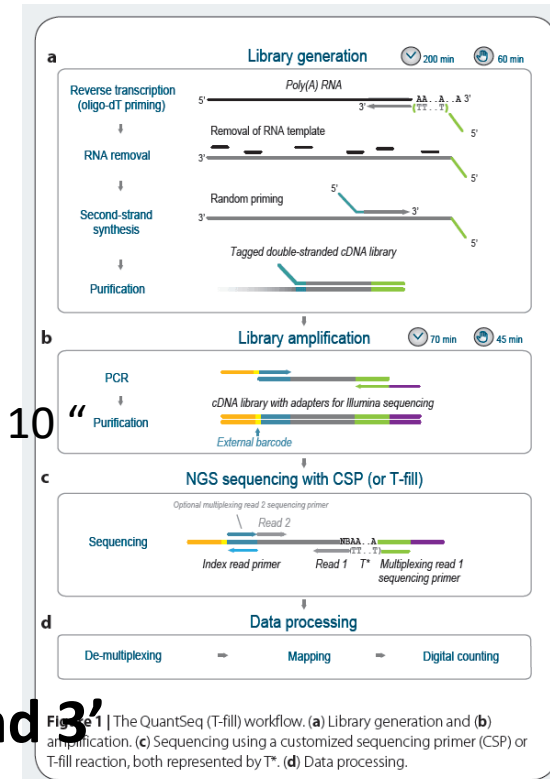 a Library generation 200 min 60 min
Reverse transcription
(oligo-dT priming)
Poly(A) RNA
5' AA..A..A 3'
3' (TT..T)
5'
RNA removal
Removal of RNA template
3'
5'
Second-strand
synthesis
5'
Random priming
3'
3'
5'
Purification
Tagged double-stranded cDNA library
b Library amplification 70 min 45 min
PCR
10 “
Purification
cDNA library with adapters for Illumina sequencing
External barcode
c NGS sequencing with CSP (or T-fill)
Optional multiplexing read 2 sequencing primer
Read 2
Sequencing
NBAA..A
(TT..T)
Index read primer Read 1 T* Multiplexing read 1
sequencing primer
d Data processing
De-multiplexing Mapping Digital counting
nd 3’
Figure 1 | The QuantSeq (T-fill) workflow. (a) Library generation and (b)
amplification. (c) Sequencing using a customized sequencing primer (CSP) or
T-fill reaction, both represented by T*. (d) Data processing.